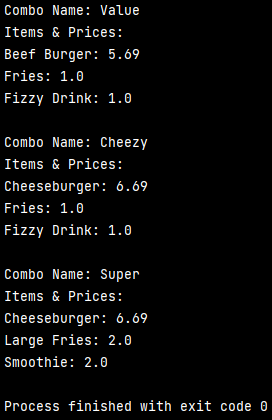 Combo Name: Value
Items & Prices:
Beef Burger: 5.69
Fries: 1.0
Fizzy Drink: 1.0

Combo Name: Cheezy
Items & Prices:
Cheeseburger: 6.69
Fries: 1.0
Fizzy Drink: 1.0

Combo Name: Super
Items & Prices:
Cheeseburger: 6.69
Large Fries: 2.0
Smoothie: 2.0

Process finished with exit code 0